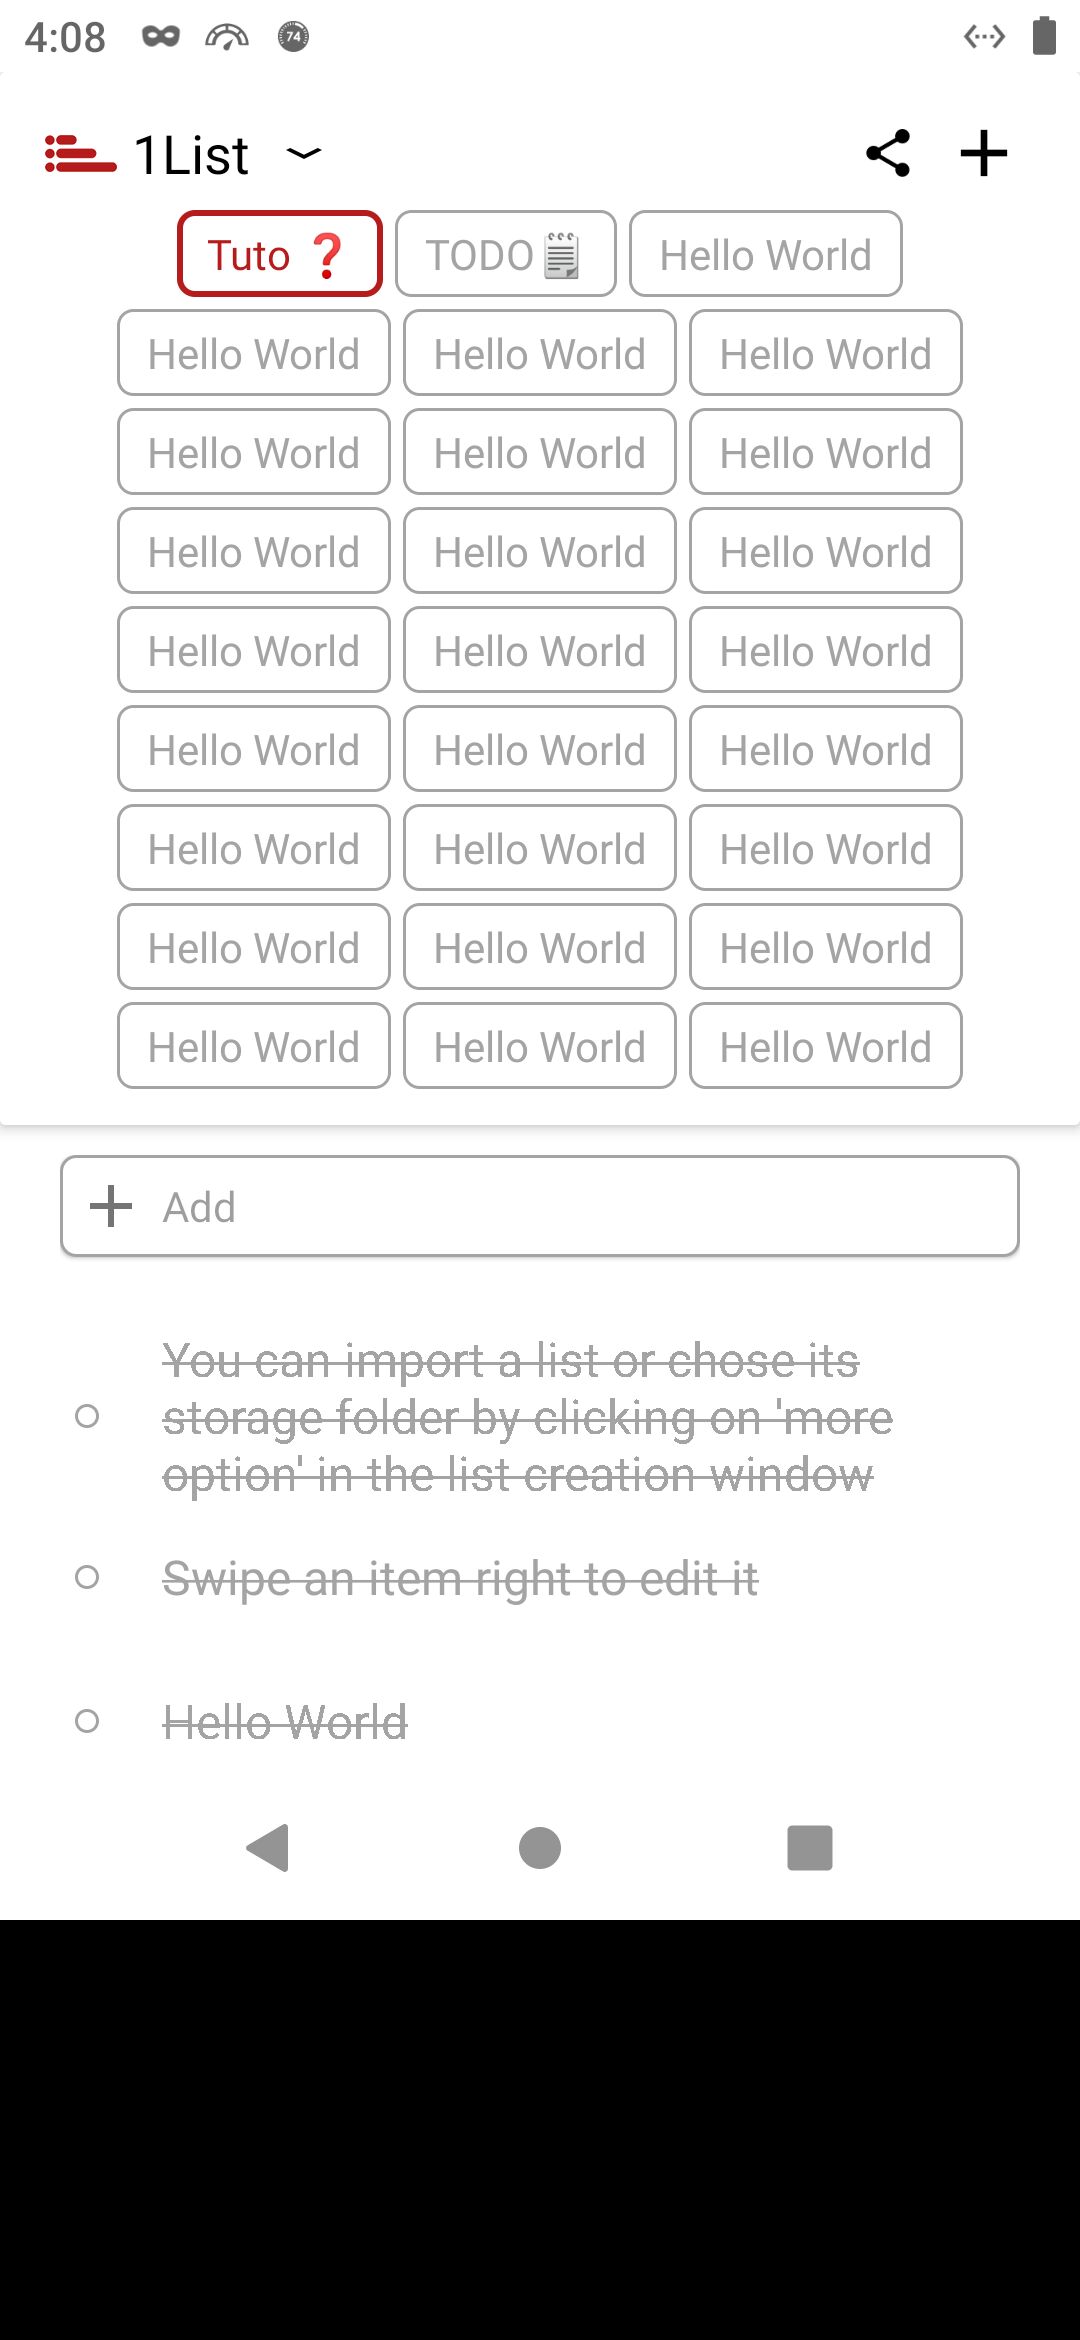 4:08
74
1List
Tuto ❓ TODO🗒 Hello World
Hello World Hello World Hello World
Hello World Hello World Hello World
Hello World Hello World Hello World
Hello World Hello World Hello World
Hello World Hello World Hello World
Hello World Hello World Hello World
Hello World Hello World Hello World
Hello World Hello World Hello World
Add
You can import a list or chose its
storage folder by clicking on 'more
option' in the list creation window
Swipe an item right to edit it
Hello World